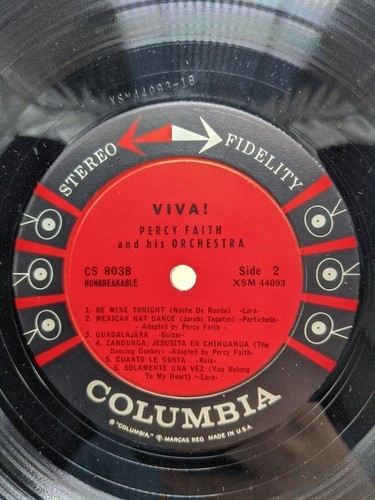 XSM44093-1B
STEREO FIDELITY
VIVA!
PERCY FAITH
and his ORCHESTRA
CS 8038
NONBREAKABLE
Side 2
XSM 44093
1. BE MINE TONIGHT (Noche De Ronda) -Lara-
2. MEXICAN HAT DANCE (Jarabe Tapatio) -Partichela-
- Adapted by Percy Faith -
3. GUADALAJARA -Guizar-
4. ZANDUNGA; JESUSITA EN CHIHUAHUA (The
Dancing Donkey) -Adapted by Percy Faith-
5. CUANTO LE GUSTA -Ruiz-
6. SOLAMENTE UNA VEZ (You Belong
To My Heart) -Lara-
COLUMBIA
® "COLUMBIA", MARCAS REG. MADE IN U.S.A.